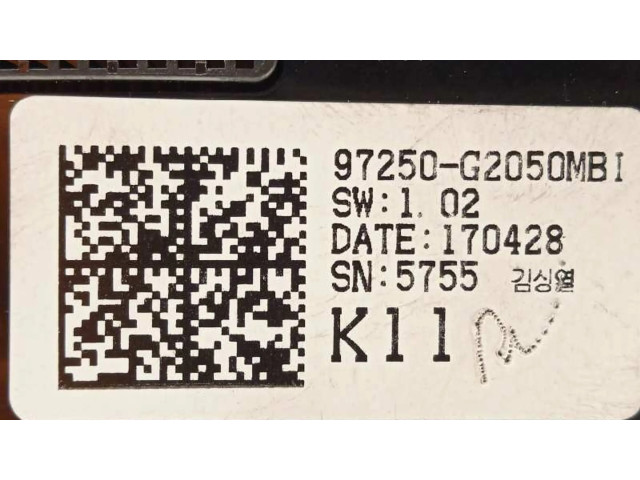 97250-G2050MBI
SW:1.02
DATE:170428
SN:5755 김싱열
K11